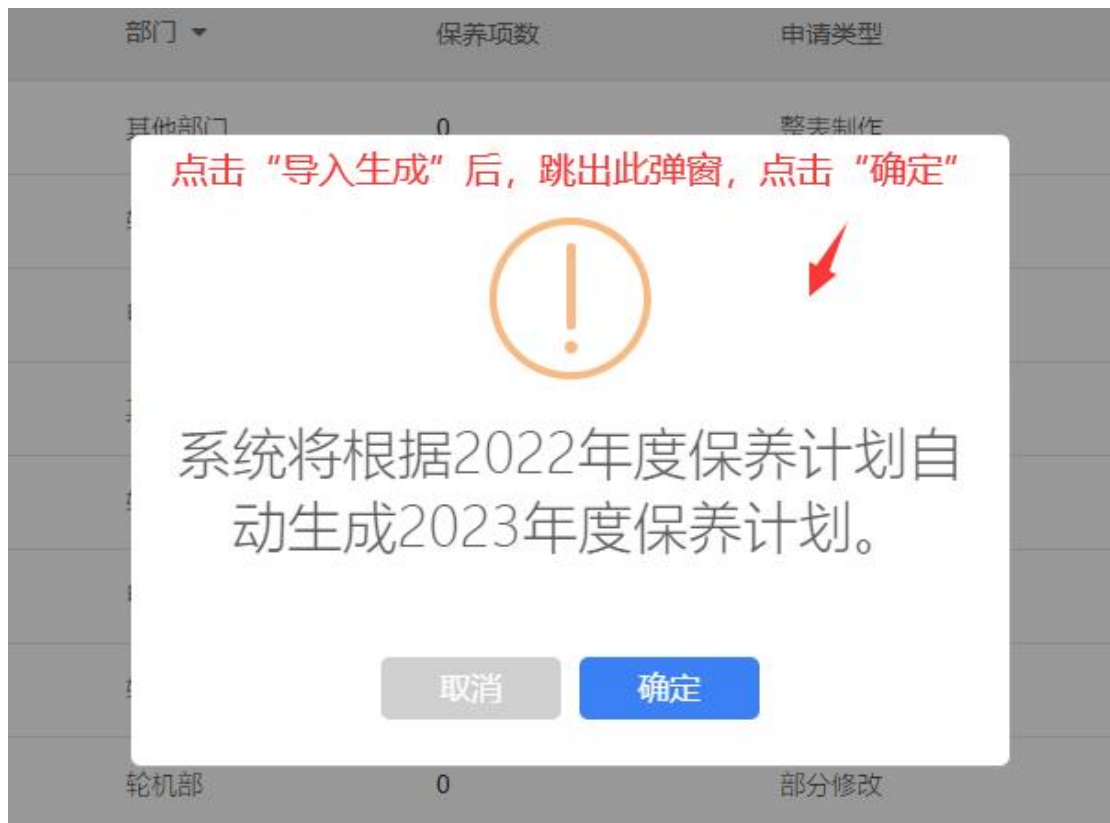 部门 保养项数 申请类型
其他部门 0 整表制作
点击“导入生成”后，跳出此弹窗，点击“确定”
系统将根据2022年度保养计划自
动生成2023年度保养计划。
取消 确定
轮机部 0 部分修改